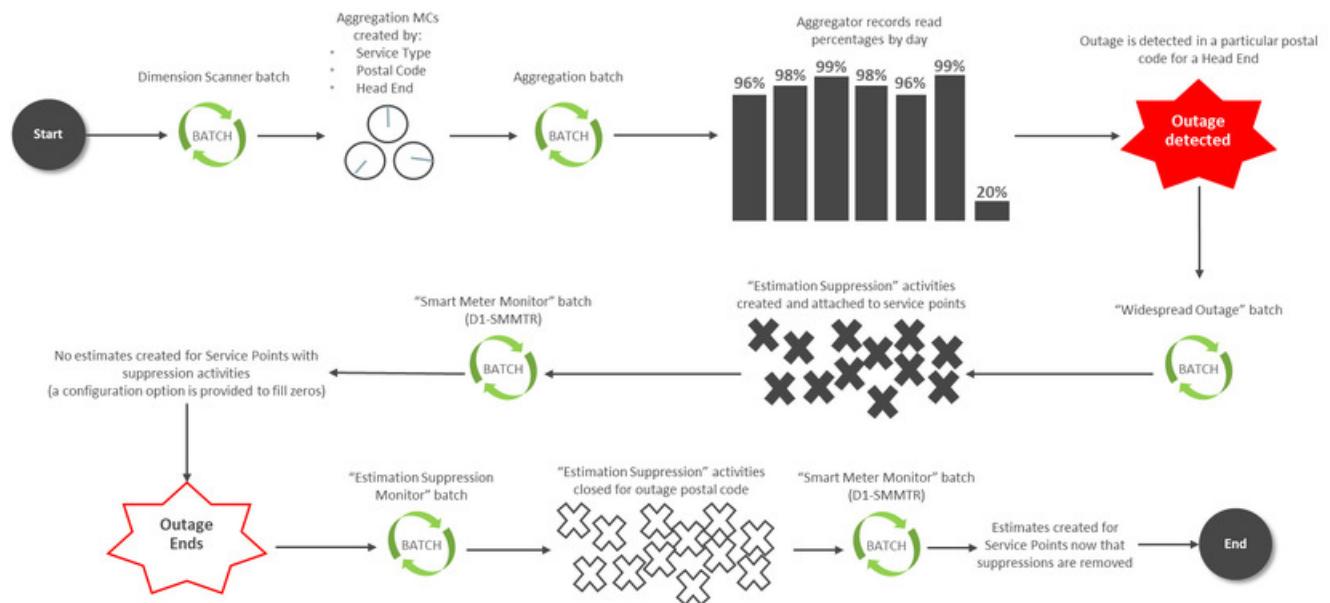 Start
Dimension Scanner batch
BATCH
Aggregation MCs
created by:
• Service Type
• Postal Code
• Head End
Aggregation batch
BATCH
Aggregator records read
percentages by day
96%
98%
99%
98%
96%
99%
20%
Outage is detected in a particular postal
code for a Head End
Outage
detected
"Widespread Outage" batch
BATCH
"Estimation Suppression" activities
created and attached to service points
"Smart Meter Monitor" batch
(D1-SMMTR)
BATCH
No estimates created for Service Points with
suppression activities
(a configuration option is provided to fill zeros)
Outage
Ends
"Estimation Suppression
Monitor" batch
BATCH
"Estimation Suppression" activities
closed for outage postal code
"Smart Meter Monitor" batch
(D1-SMMTR)
BATCH
Estimates created for
Service Points now that
suppressions are removed
End